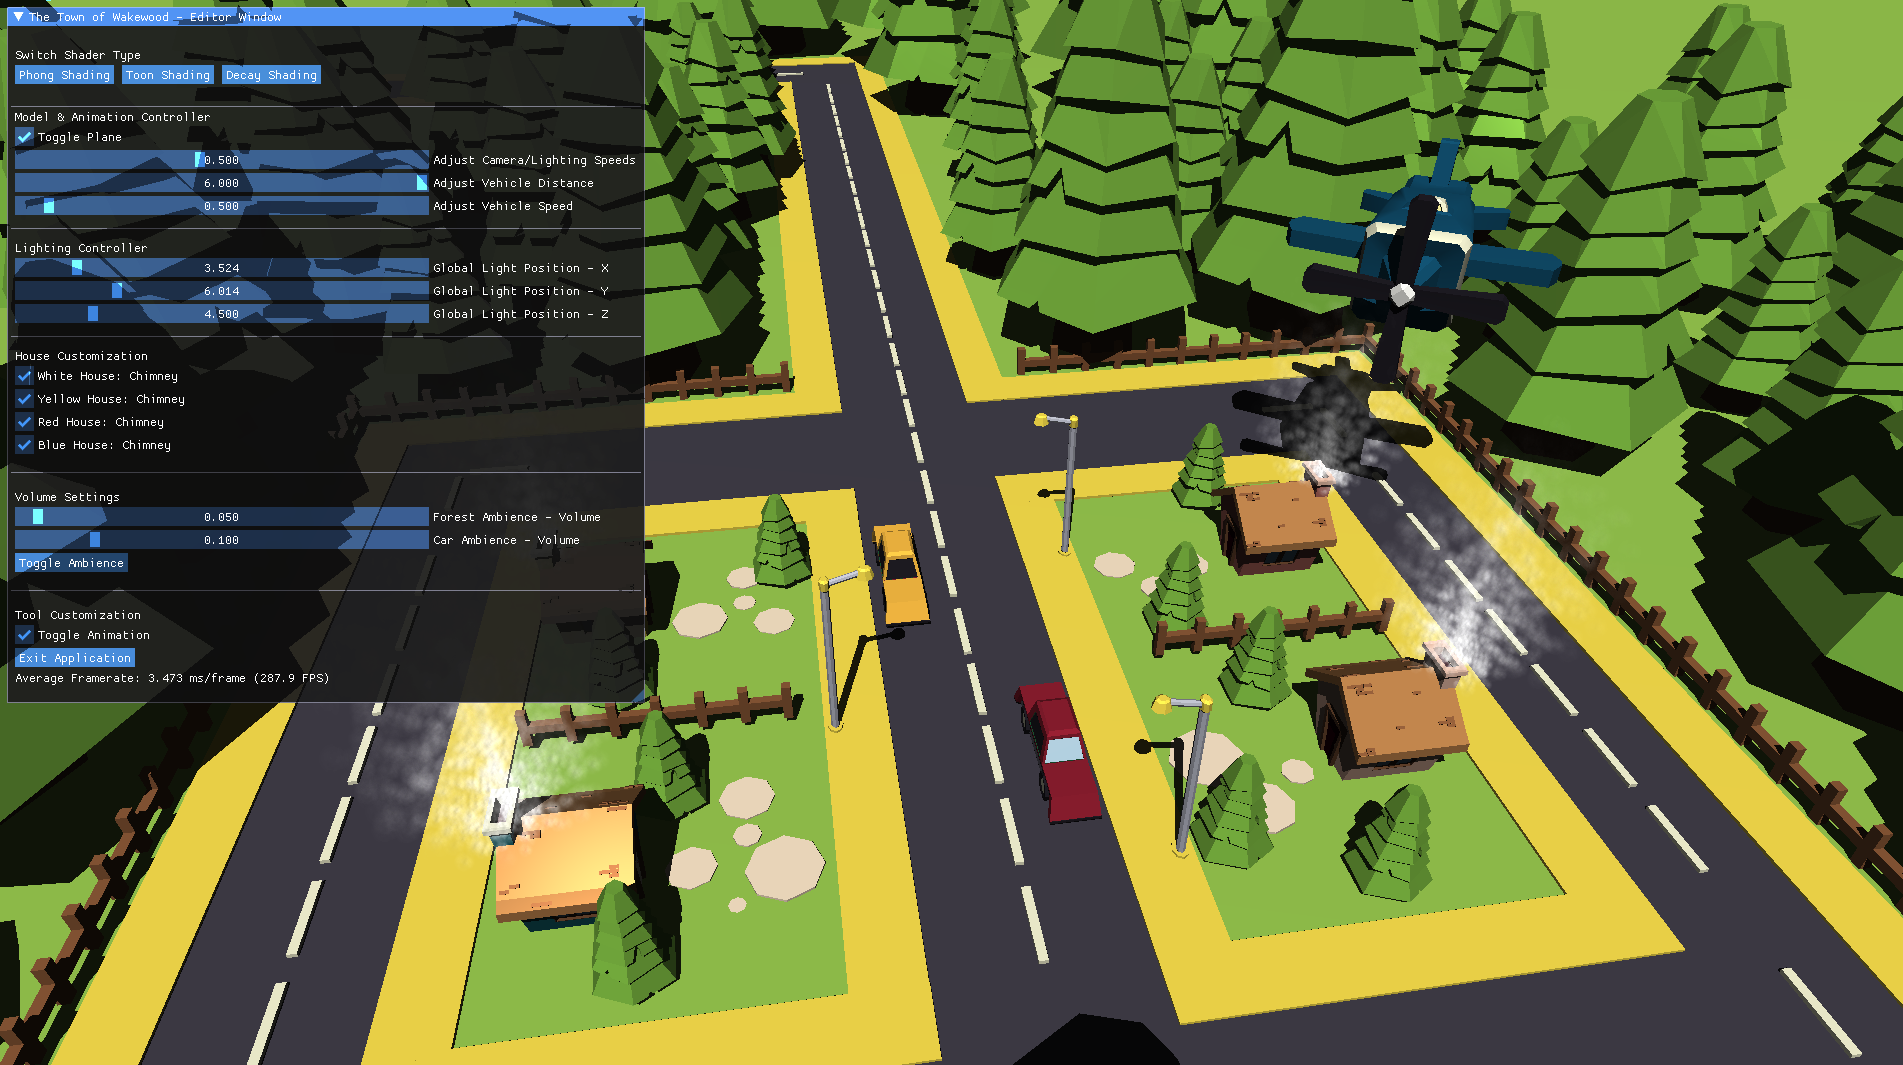 The Town of Wakewood - Editor Window
Switch Shader Type
Phong Shading Toon Shading Decay Shading
Model & Animation Controller
Toggle Plane
0.500 Adjust Camera/Lighting Speeds
6.000 Adjust Vehicle Distance
0.500 Adjust Vehicle Speed
Lighting Controller
3.524 Global Light Position - X
6.014 Global Light Position - Y
4.500 Global Light Position - Z
House Customization
White House: Chimney
Yellow House: Chimney
Red House: Chimney
Blue House: Chimney
Volume Settings
0.050 Forest Ambience - Volume
0.100 Car Ambience - Volume
Toggle Ambience
Tool Customization
Toggle Animation
Exit Application
Average Framerate: 3.473 ms/frame (287.9 FPS)